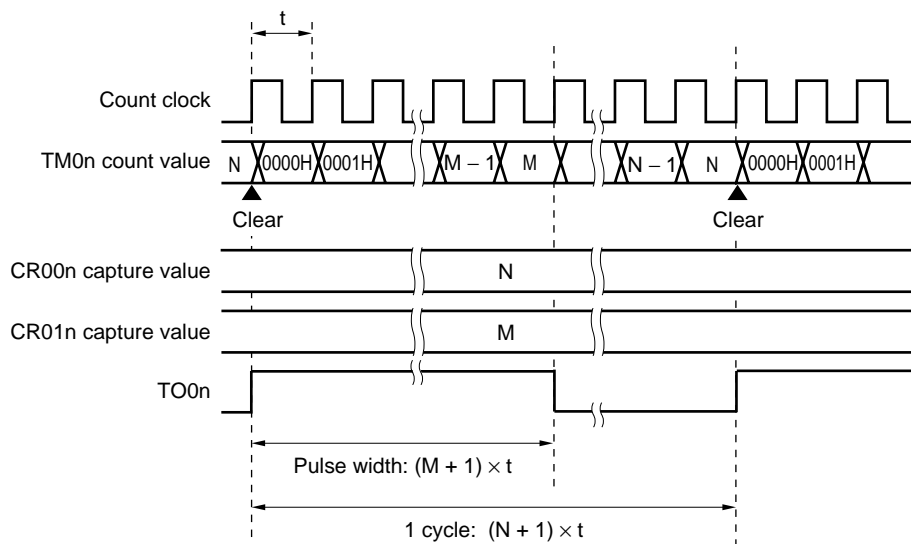 t
Count clock
TM0n count value N 0000H 0001H M – 1 M N – 1 N 0000H 0001H
Clear Clear
CR00n capture value N
CR01n capture value M
TO0n
Pulse width: (M + 1) × t
1 cycle: (N + 1) × t